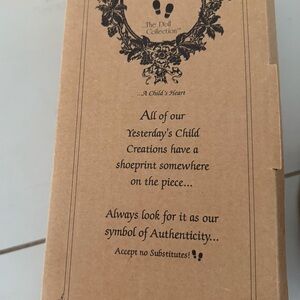 The Doll
Collection™
...A Child's Heart
All of our
Yesterday's Child
Creations have a
shoeprint somewhere
on the piece...
Always look for it as our
symbol of Authenticity...
Accept no Substitutes!